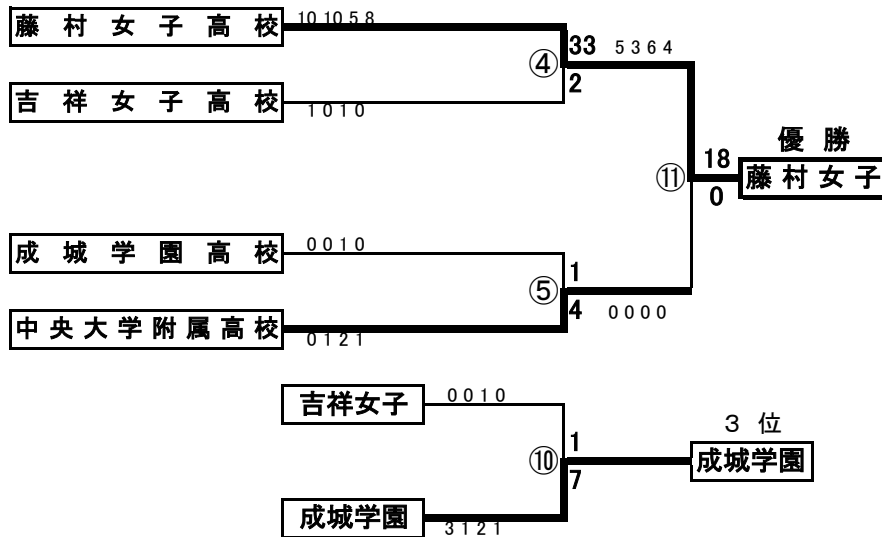 藤村女子高校
10 10 5 8
33
5 3 6 4
④
2
吉祥女子高校
1 0 1 0
優勝
18
⑪
藤村女子
0
成城学園高校
0 0 1 0
1
⑤
4
0 0 0 0
中央大学附属高校
0 1 2 1
吉祥女子
0 0 1 0
3 位
1
⑩
成城学園
7
成城学園
3 1 2 1